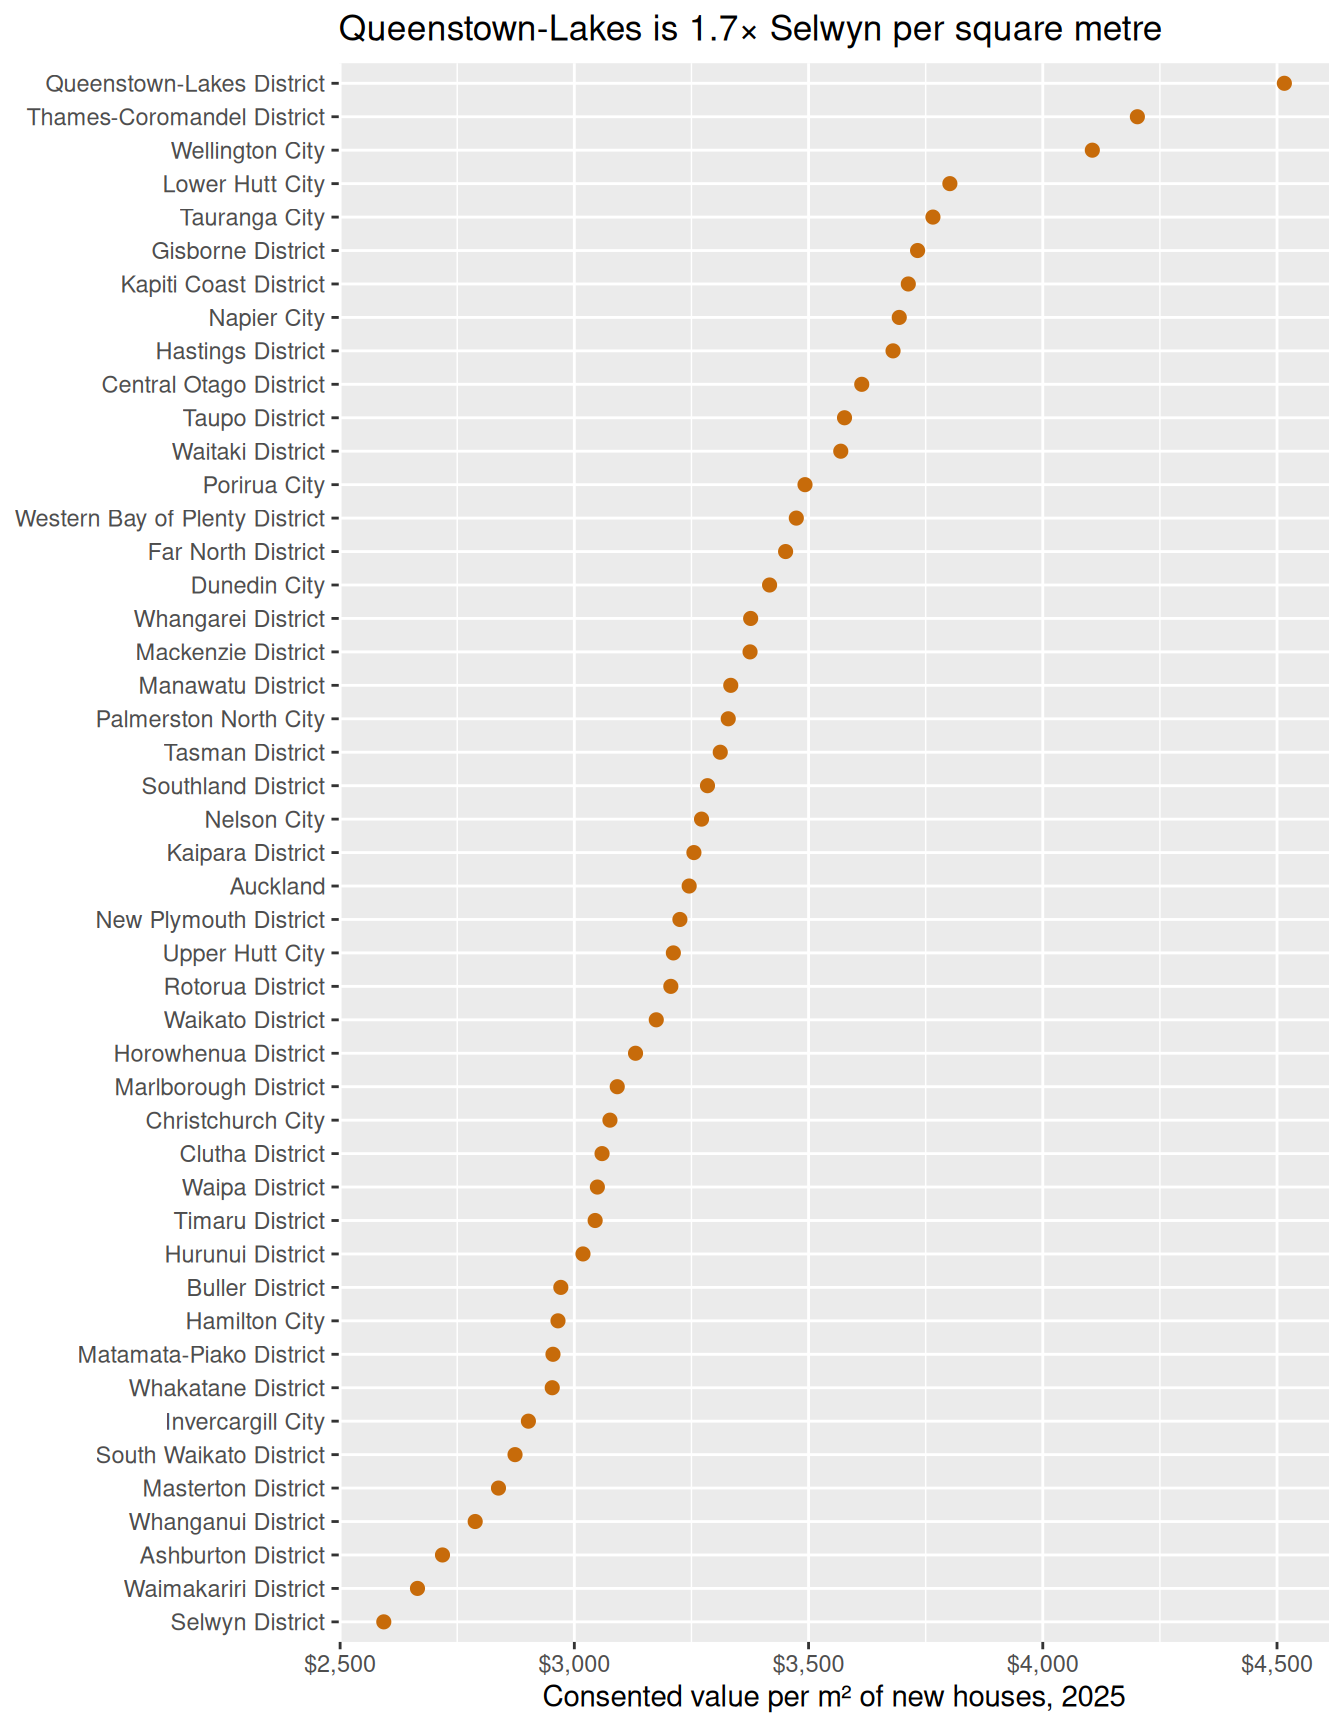 Queenstown-Lakes is 1.7× Selwyn per square metre
Queenstown-Lakes District
Thames-Coromandel District
Wellington City
Lower Hutt City
Tauranga City
Gisborne District
Kapiti Coast District
Napier City
Hastings District
Central Otago District
Taupo District
Waitaki District
Porirua City
Western Bay of Plenty District
Far North District
Dunedin City
Whangarei District
Mackenzie District
Manawatu District
Palmerston North City
Tasman District
Southland District
Nelson City
Kaipara District
Auckland
New Plymouth District
Upper Hutt City
Rotorua District
Waikato District
Horowhenua District
Marlborough District
Christchurch City
Clutha District
Waipa District
Timaru District
Hurunui District
Buller District
Hamilton City
Matamata-Piako District
Whakatane District
Invercargill City
South Waikato District
Masterton District
Whanganui District
Ashburton District
Waimakariri District
Selwyn District
$2,500 $3,000 $3,500 $4,000 $4,500
Consented value per m² of new houses, 2025